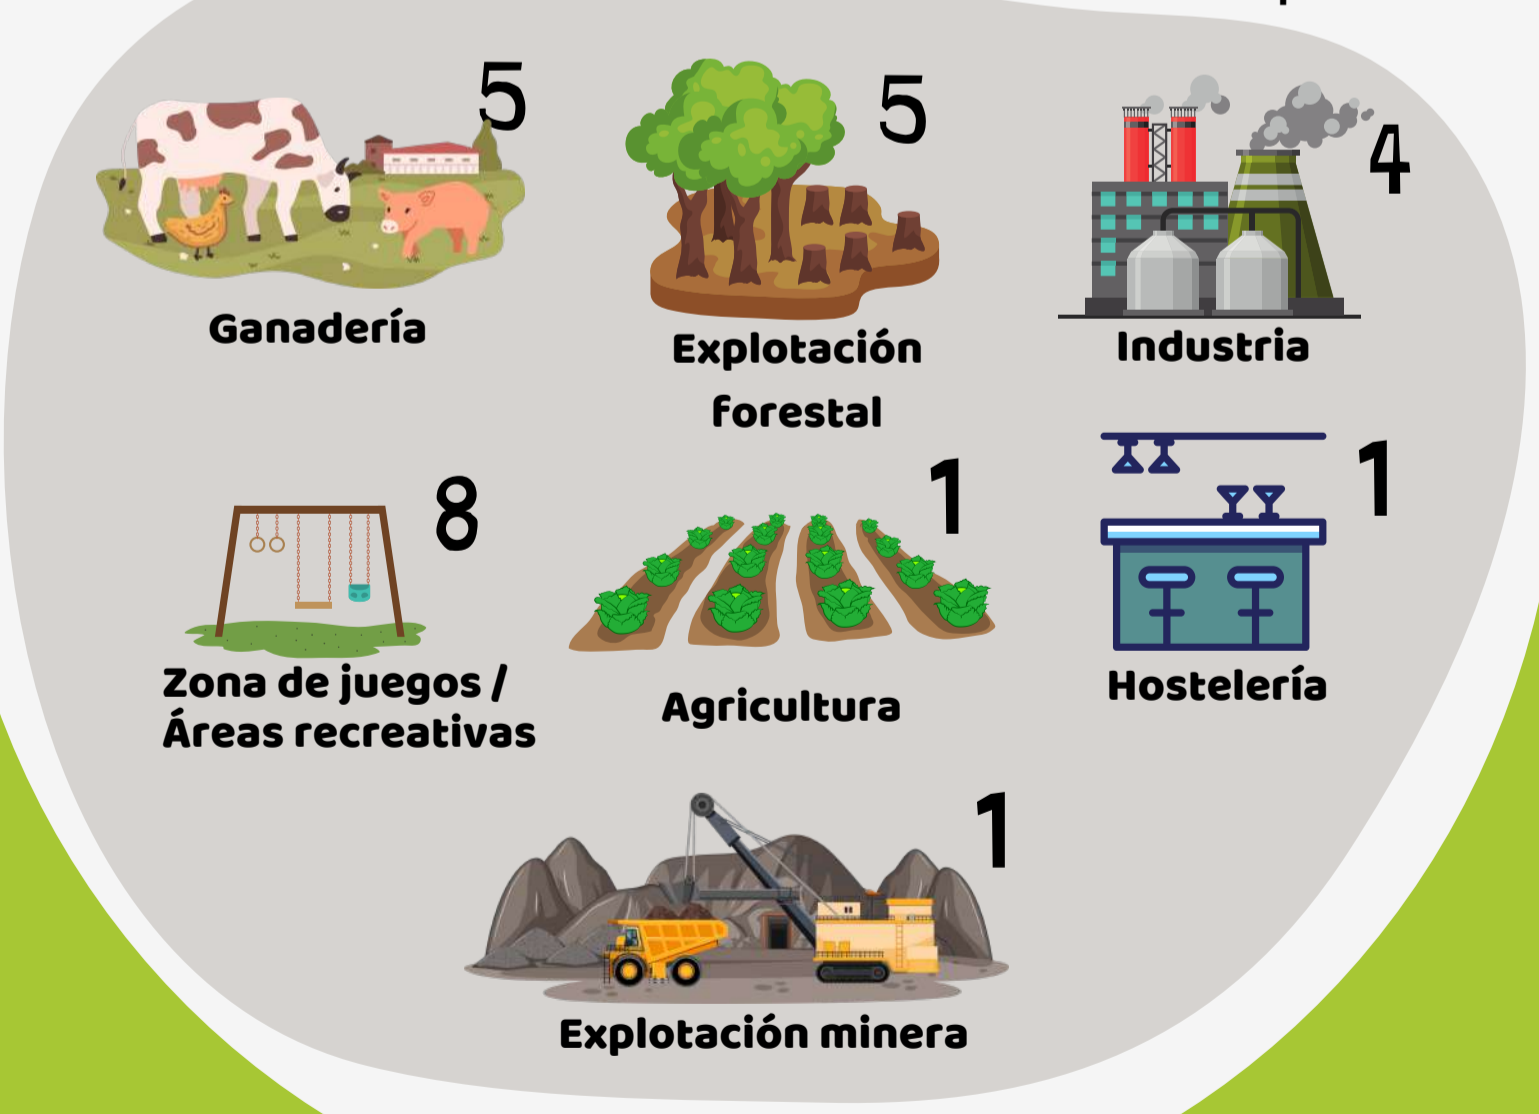 5
Ganadería
5
Explotación
forestal
4
Industria
8
Zona de juegos /
Áreas recreativas
1
Agricultura
1
Hostelería
1
Explotación minera